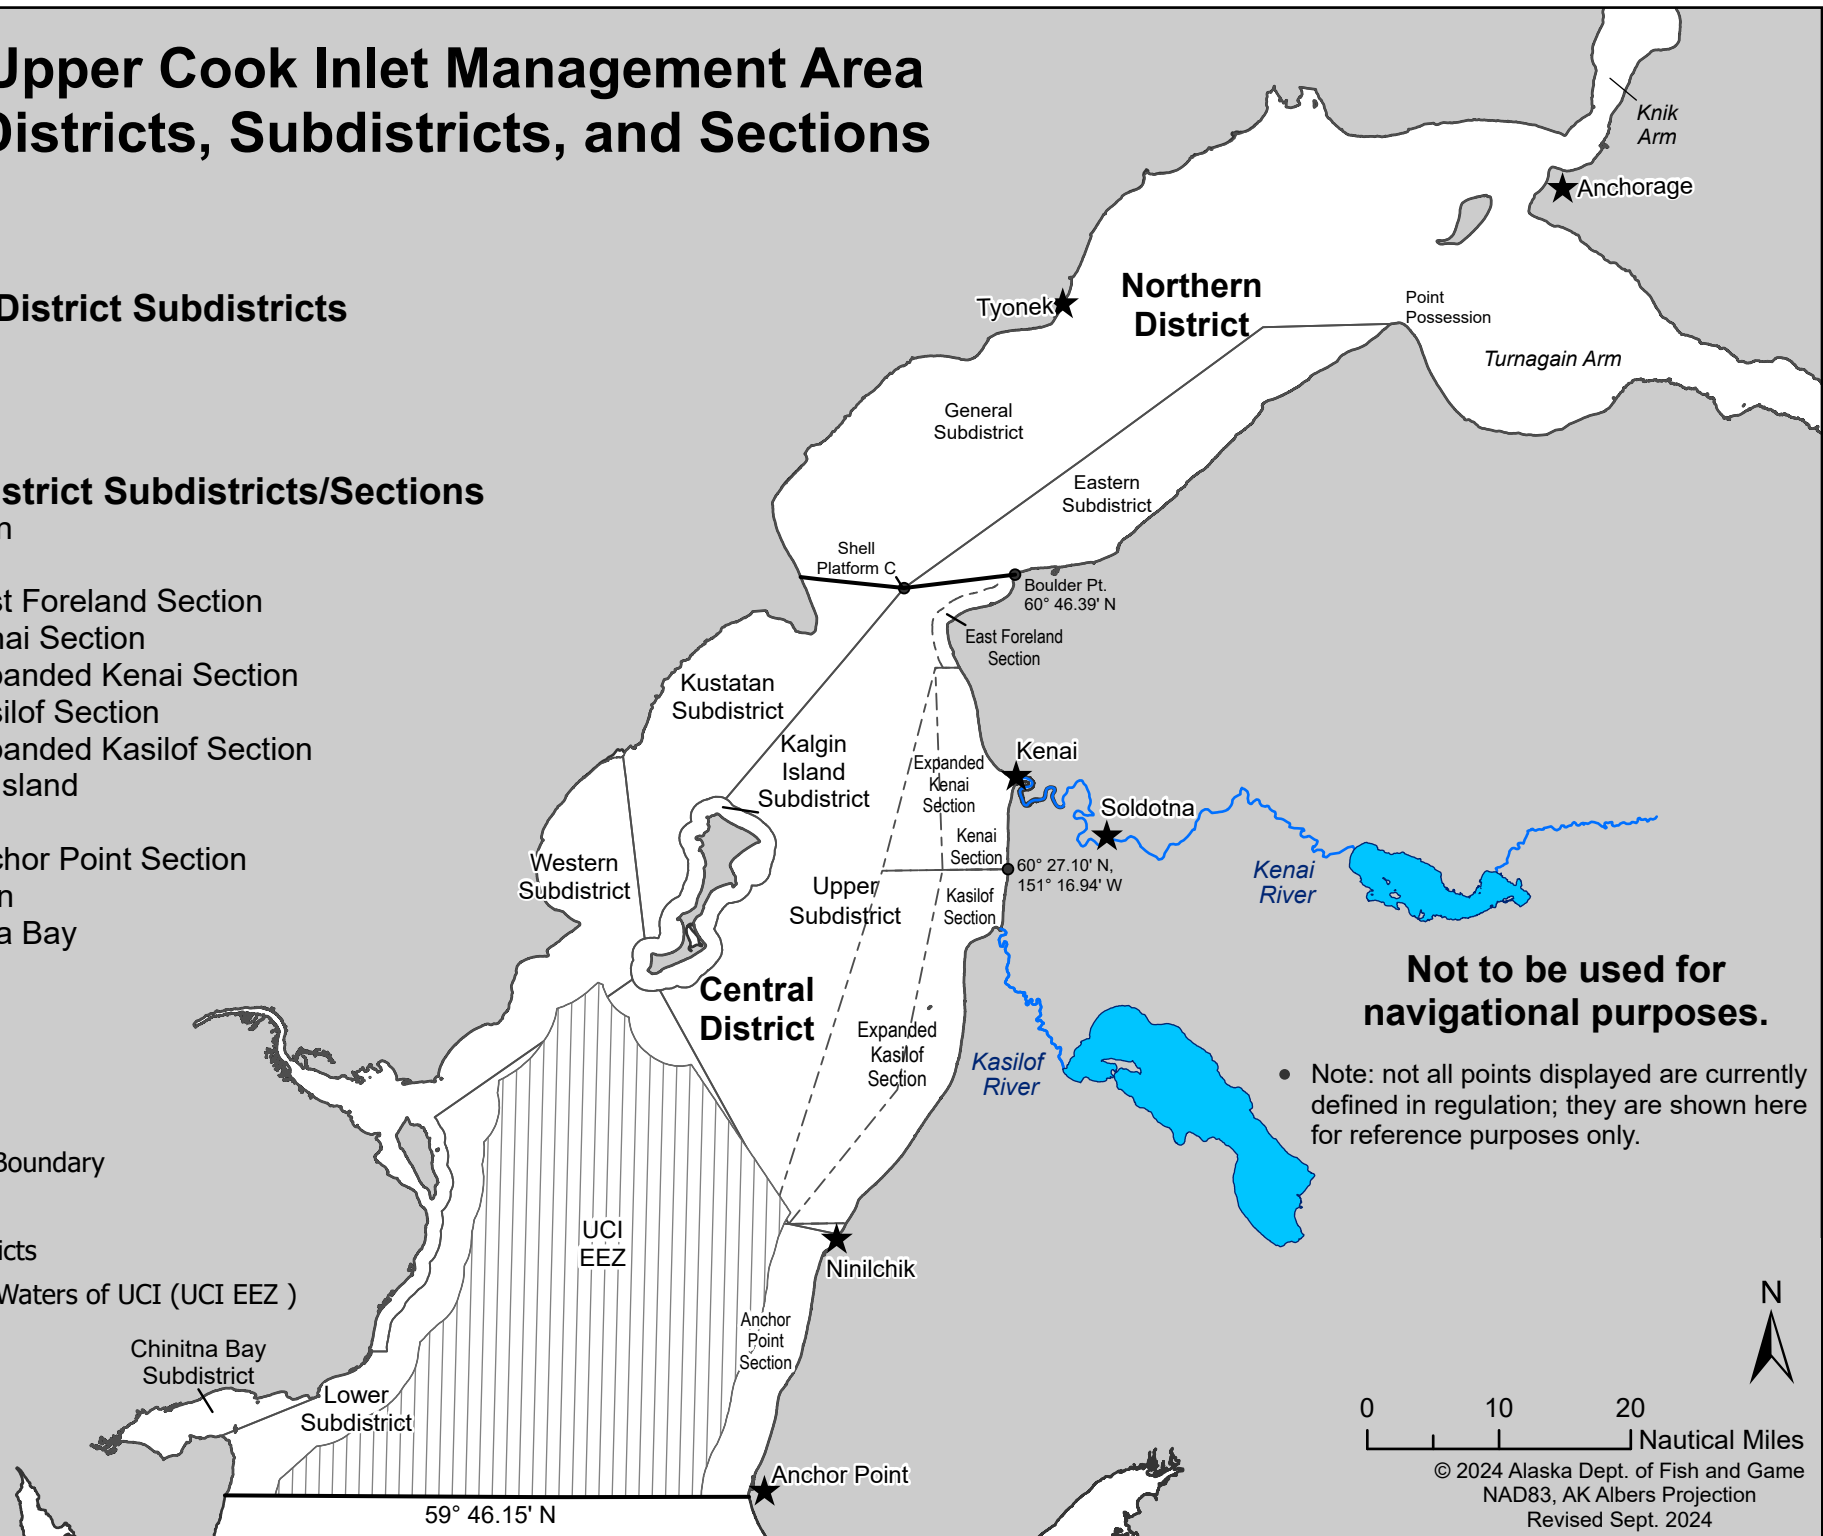 Upper Cook Inlet Management Area
Districts, Subdistricts, and Sections
District Subdistricts
strict Subdistricts/Sections
n
st Foreland Section
nai Section
panded Kenai Section
silof Section
panded Kasilof Section
Island
chor Point Section
n
a Bay
Boundary
icts
Waters of UCI (UCI EEZ )
Knik
Arm
Anchorage
Northern
District
Tyonek
Point
Possession
Turnagain Arm
General
Subdistrict
Eastern
Subdistrict
Shell
Platform C
Boulder Pt.
60° 46.39' N
East Foreland
Section
Kustatan
Subdistrict
Kalgin
Island
Subdistrict
Expanded
Kenai
Section
Kenai
Soldotna
Kenai
Section
60° 27.10' N,
151° 16.94' W
Kenai
River
Western
Subdistrict
Upper
Subdistrict
Kasilof
Section
Central
District
Expanded
Kasilof
Section
Kasilof
River
Not to be used for
navigational purposes.
• Note: not all points displayed are currently
defined in regulation; they are shown here
for reference purposes only.
UCI
EEZ
Ninilchik
Anchor
Point
Section
Chinitna Bay
Subdistrict
Lower
Subdistrict
Anchor Point
59° 46.15' N
N
0 10 20
Nautical Miles
© 2024 Alaska Dept. of Fish and Game
NAD83, AK Albers Projection
Revised Sept. 2024